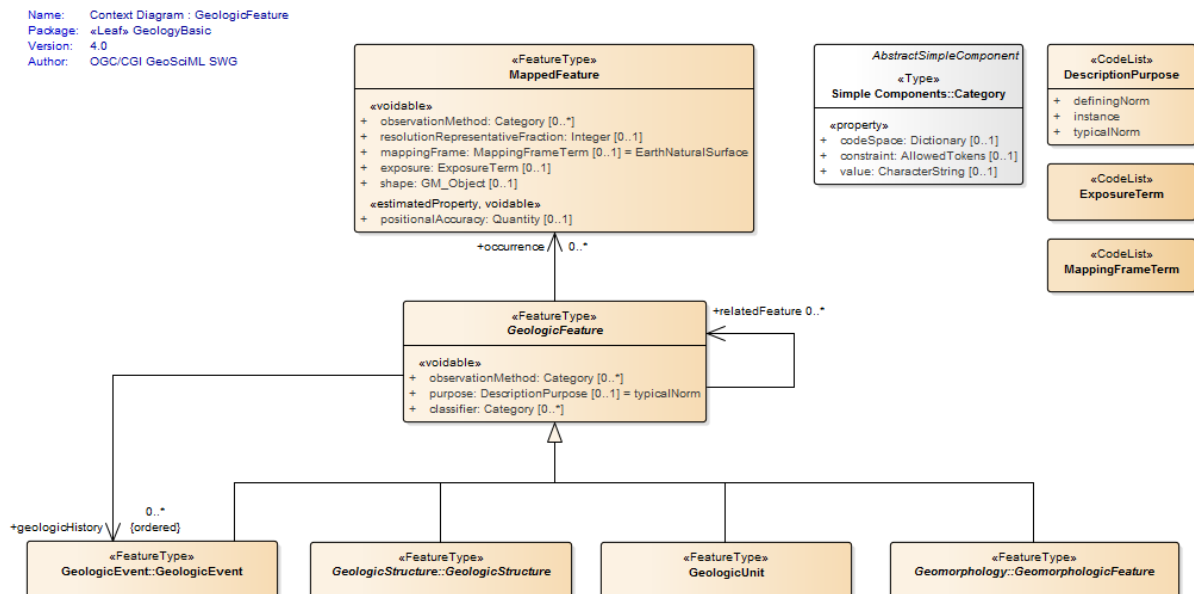 Name: Context Diagram : GeologicFeature
Package: «Leaf» GeologyBasic
Version: 4.0
Author: OGC/CGI GeoSciML SWG
«FeatureType»
MappedFeature
«voidable»
+ observationMethod: Category [0..*]
+ resolutionRepresentativeFraction: Integer [0..1]
+ mappingFrame: MappingFrameTerm [0..1] = EarthNaturalSurface
+ exposure: ExposureTerm [0..1]
+ shape: GM_Object [0..1]
«estimatedProperty, voidable»
+ positionalAccuracy: Quantity [0..1]
AbstractSimpleComponent
«Type»
Simple Components::Category
«property»
+ codeSpace: Dictionary [0..1]
+ constraint: AllowedTokens [0..1]
+ value: CharacterString [0..1]
«CodeList»
DescriptionPurpose
+ definingNorm
+ instance
+ typicalNorm
«CodeList»
ExposureTerm
«CodeList»
MappingFrameTerm
+occurrence 0..*
«FeatureType»
GeologicFeature
«voidable»
+ observationMethod: Category [0..*]
+ purpose: DescriptionPurpose [0..1] = typicalNorm
+ classifier: Category [0..*]
+relatedFeature 0..*
0..*
+geologicHistory {ordered}
«FeatureType»
GeologicEvent::GeologicEvent
«FeatureType»
GeologicStructure::GeologicStructure
«FeatureType»
GeologicUnit
«FeatureType»
Geomorphology::GeomorphologicFeature